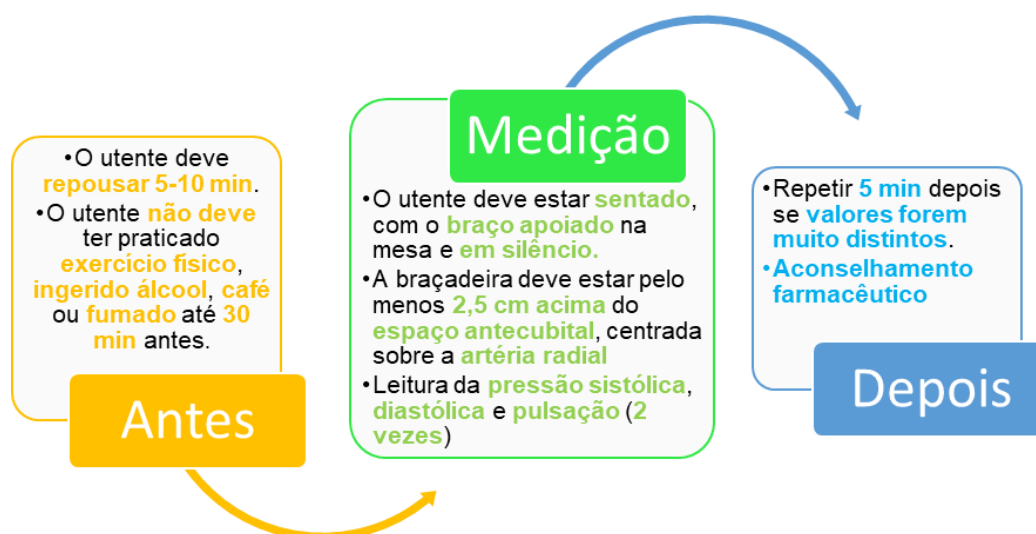 Antes
•O utente deve
repousar 5-10 min.
•O utente não deve
ter praticado
exercício físico,
ingerido álcool, café
ou fumado até 30
min antes.
Medição
•O utente deve estar sentado,
com o braço apoiado na
mesa e em silêncio.
•A braçadeira deve estar pelo
menos 2,5 cm acima do
espaço antecubital, centrada
sobre a artéria radial
•Leitura da pressão sistólica,
diastólica e pulsação (2
vezes)
Depois
•Repetir 5 min depois
se valores forem
muito distintos.
•Aconselhamento
farmacêutico